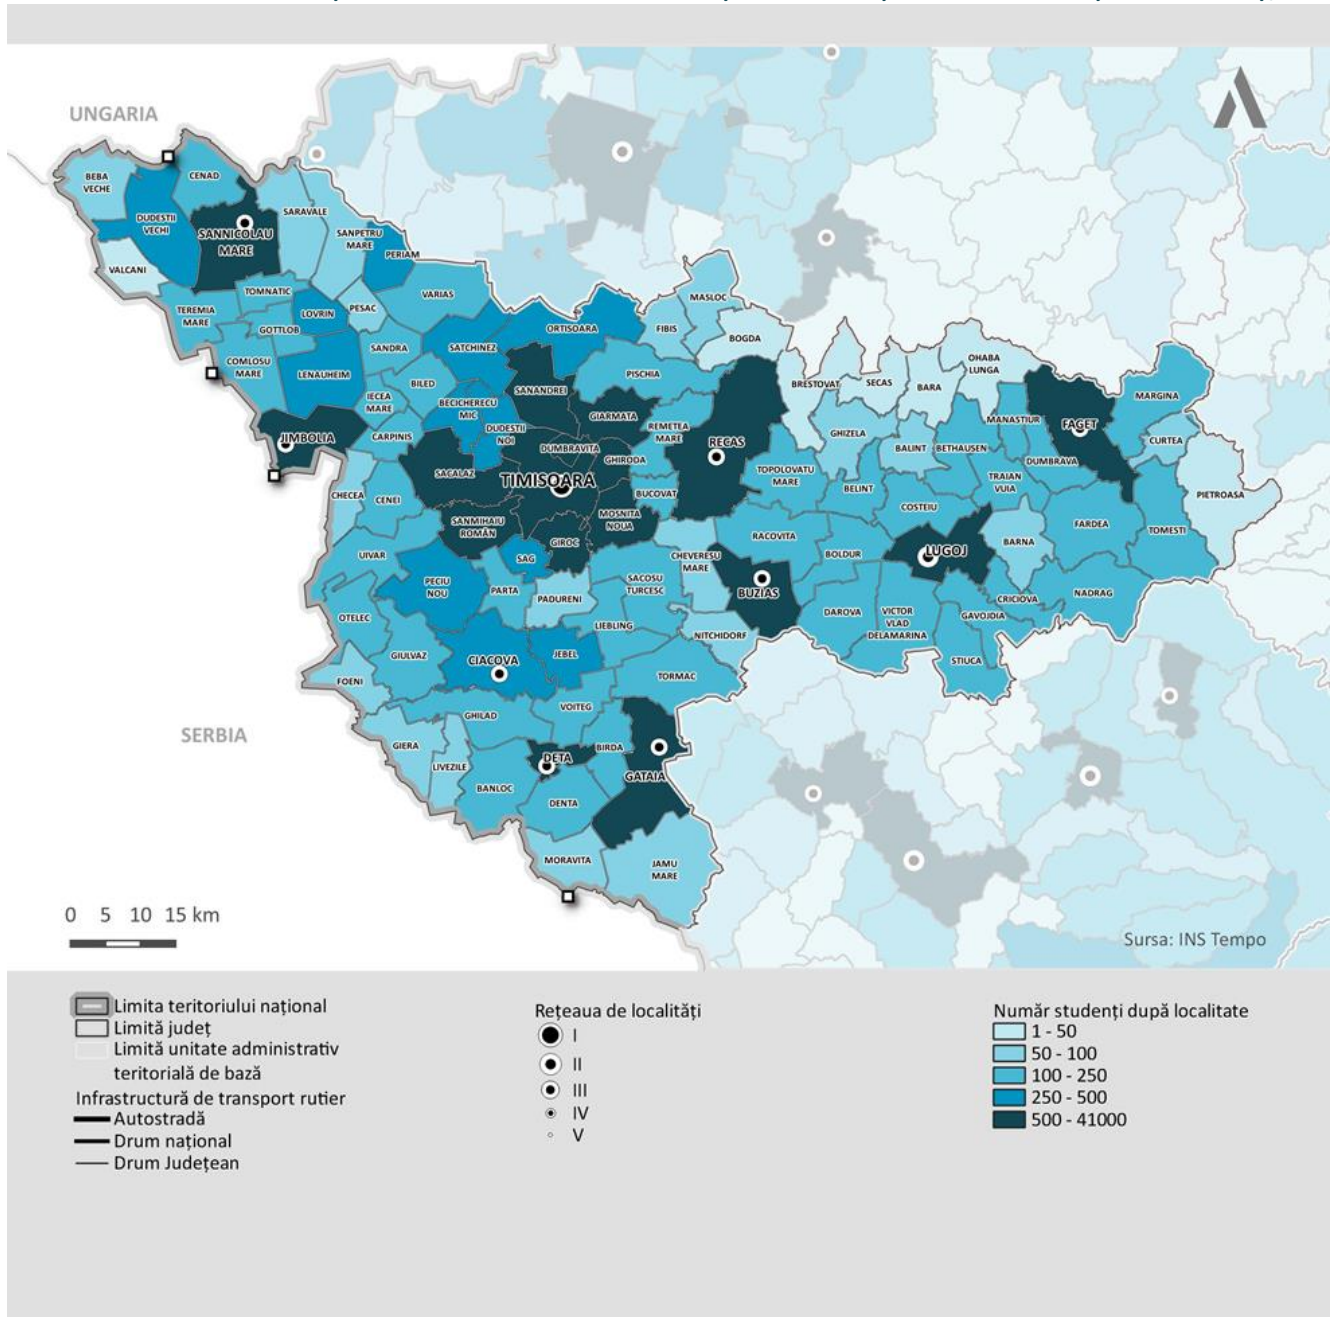 UNGARIA
BEBA
VECHE
CENAD
DUDESTII
VECHI
SANNICOLAU
MARE
SARAVALE
SANPETRU
MARE
PERIAM
VALCANI
TOMNATIC
VARIAS
MASLOC
TEREMIA
MARE
LOVRIN
PESAC
GOTTLOB
ORTISOARA
FIBIS
BOGDA
COMLOSU
MARE
SANDRA
SATCHINEZ
LENAUHEIM
BILED
PISCHIA
SANANDREI
BRESTOVAT
SECAS
BARA
OHABA
LUNGA
MARGINA
IECEA
MARE
BECICHERECU
MIC
GIARMATA
REMETEA
MARE
RECAS
GHIZELA
MANASTIUR
FAGET
JIMBOLIA
CARPINIS
DUDESTII
NOI
DUMBRAVITA
GHIRODA
BALINT
BETHAUSEN
CURTEA
DUMBRAVA
SACALAZ
TIMISOARA
TOPOLOVATU
MARE
BELINT
TRAIAN
VUIA
PIETROASA
CHECEA
CENEI
BUCOVAT
COSTEIU
SANMIHAIU
ROMÂN
MOSNITA
NOUA
FARDEA
TOMESTI
GIROC
RACOVITA
BARNA
UIVAR
SAG
CHEVERESU
MARE
BOLDUR
LUGOJ
PECIU
NOU
PARTA
PADURENI
SACOSU
TURCESC
BUZIAS
NADRAG
CRICIOVA
OTELEC
LIEBLING
DAROVA
VICTOR
VLAD
DELAMARINA
GAVOJDIA
NITCHIDORF
GIULVAZ
CIACOVA
JEBEL
STIUCA
FOENI
TORMAC
VOITEG
GHILAD
SERBIA
GIERA
LIVEZILE
DETA
BIRDA
GATAIA
BANLOC
DENTA
MORAVITA
JAMU
MARE
0 5 10 15 km
Sursa: INS Tempo
Limita teritoriului național
Limită județ
Limită unitate administrativ
teritorială de bază
Infrastructură de transport rutier
Autostradă
Drum național
Drum Județean
Rețeaua de localități
I
II
III
IV
V
Număr studenți după localitate
1 - 50
50 - 100
100 - 250
250 - 500
500 - 41000